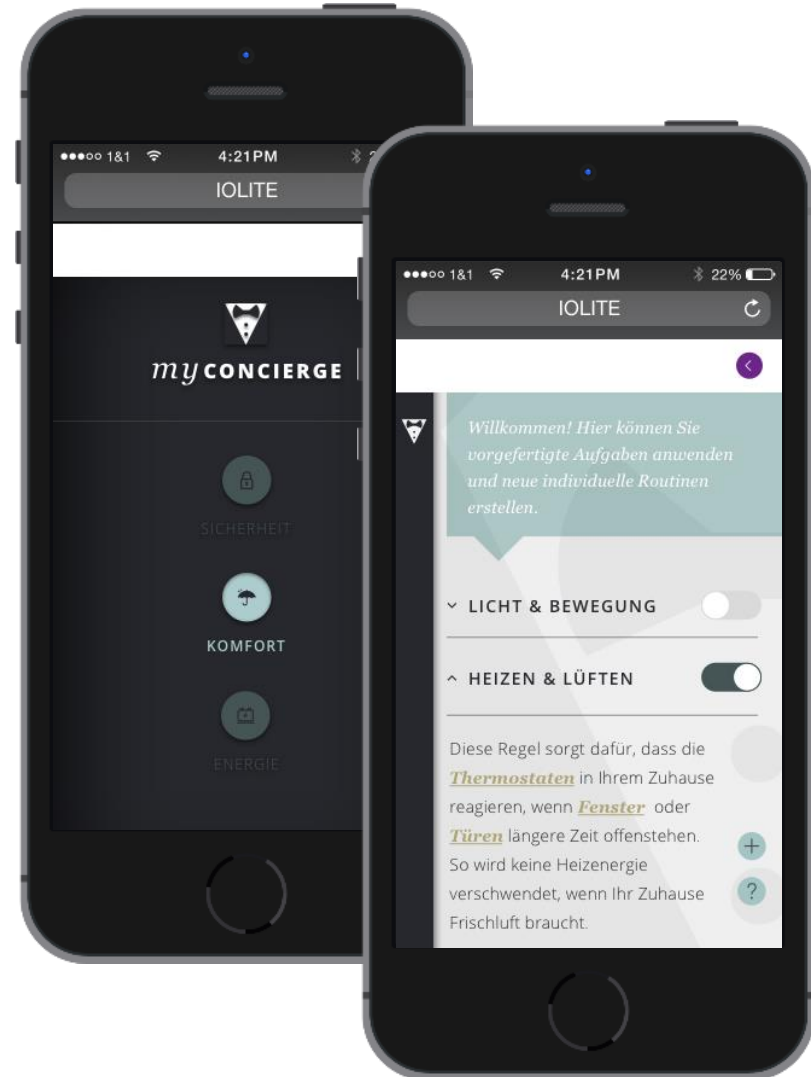 1&1 4:21PM
IOLITE
my CONCIERGE
SICHERHEIT
KOMFORT
ENERGIE
1&1 4:21PM 22%
IOLITE
Willkommen! Hier können Sie
vorgefertigte Aufgaben anwenden
und neue individuelle Routinen
erstellen.
LICHT & BEWEGUNG
HEIZEN & LÜFTEN
Diese Regel sorgt dafür, dass die
Thermostaten in Ihrem Zuhause
reagieren, wenn Fenster oder
Türen längere Zeit offenstehen.
So wird keine Heizenergie
verschwendet, wenn Ihr Zuhause
Frischluft braucht.
+
?